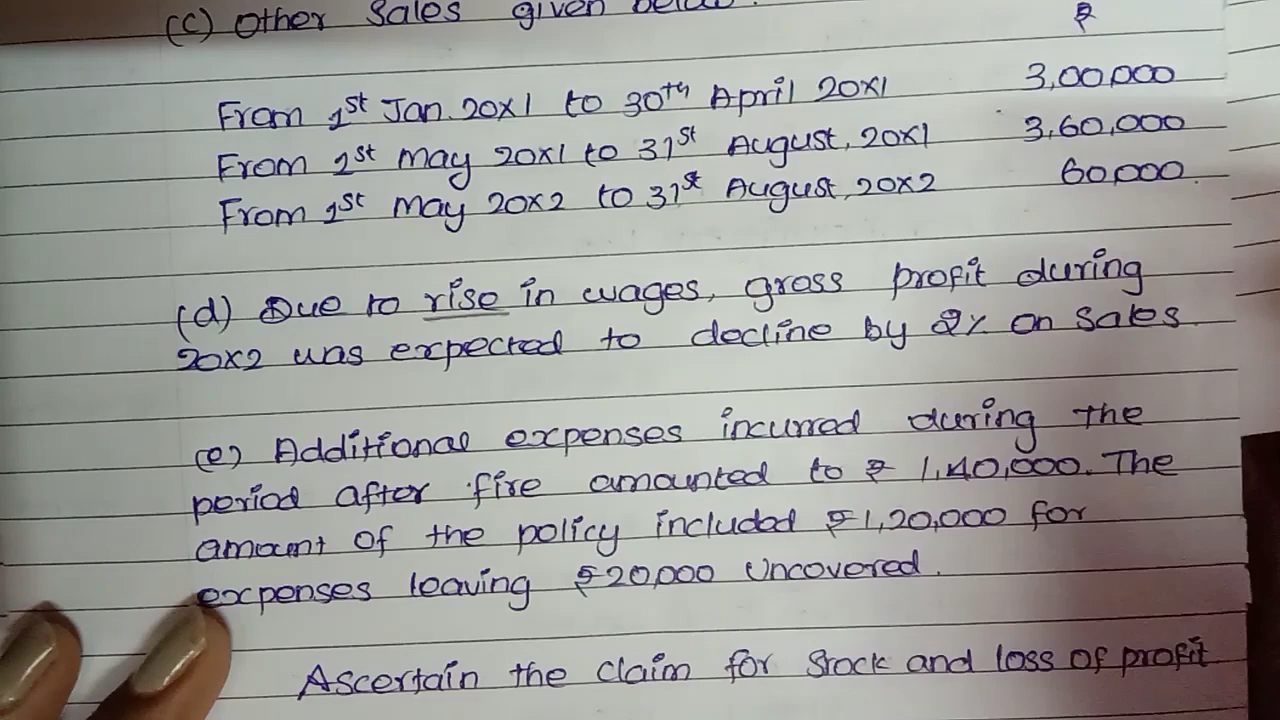 (c) Other Sales given below.
₹
From 1st Jan. 20x1 to 30th April 20x1 3,00,000
From 1st May 20x1 to 31st August, 20x1 3,60,000
From 1st May 20x2 to 31st August, 20x2 60,000.
(d) Due to rise in wages, gross profit during
20x2 was expected to decline by 2% on sales.
(e) Additional expenses incurred during the
period after fire amounted to ₹ 1,40,000. The
amount of the policy included ₹1,20,000 for
expenses leaving ₹20,000 Uncovered.
Ascertain the claim for Stock and loss of profit